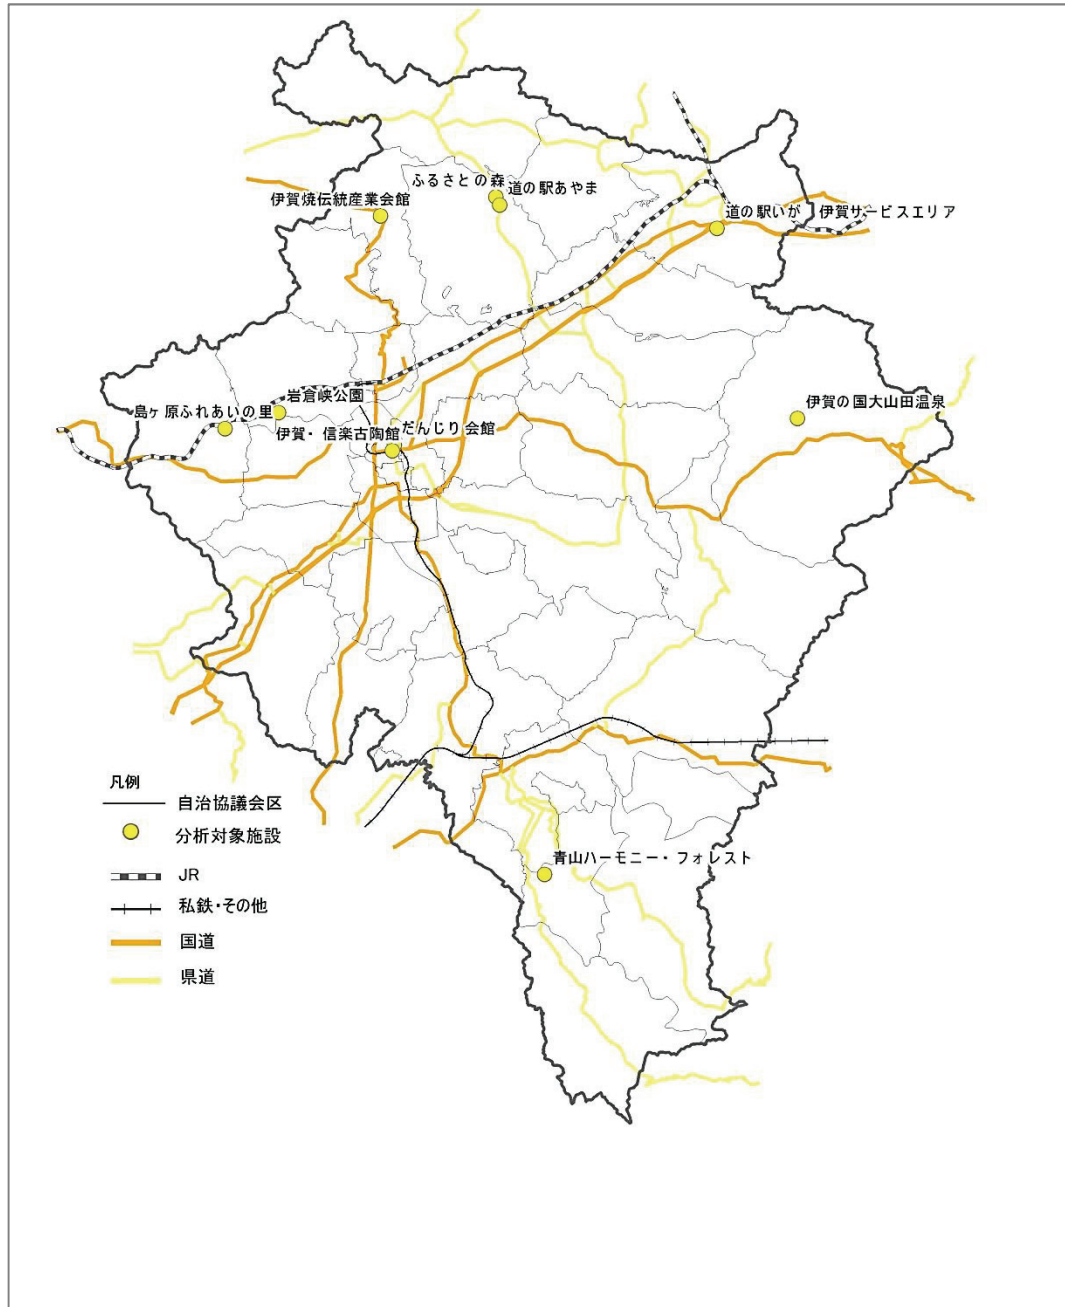 ふるさとの森
道の駅あやま
伊賀焼伝統産業会館
道の駅いが
伊賀サービスエリア
岩倉峡公園
島ヶ原ふれあいの里
伊賀・信楽古陶館
だんじり会館
伊賀の国大山田温泉
青山ハーモニー・フォレスト
凡例
自治協議会区
分析対象施設
JR
私鉄・その他
国道
県道